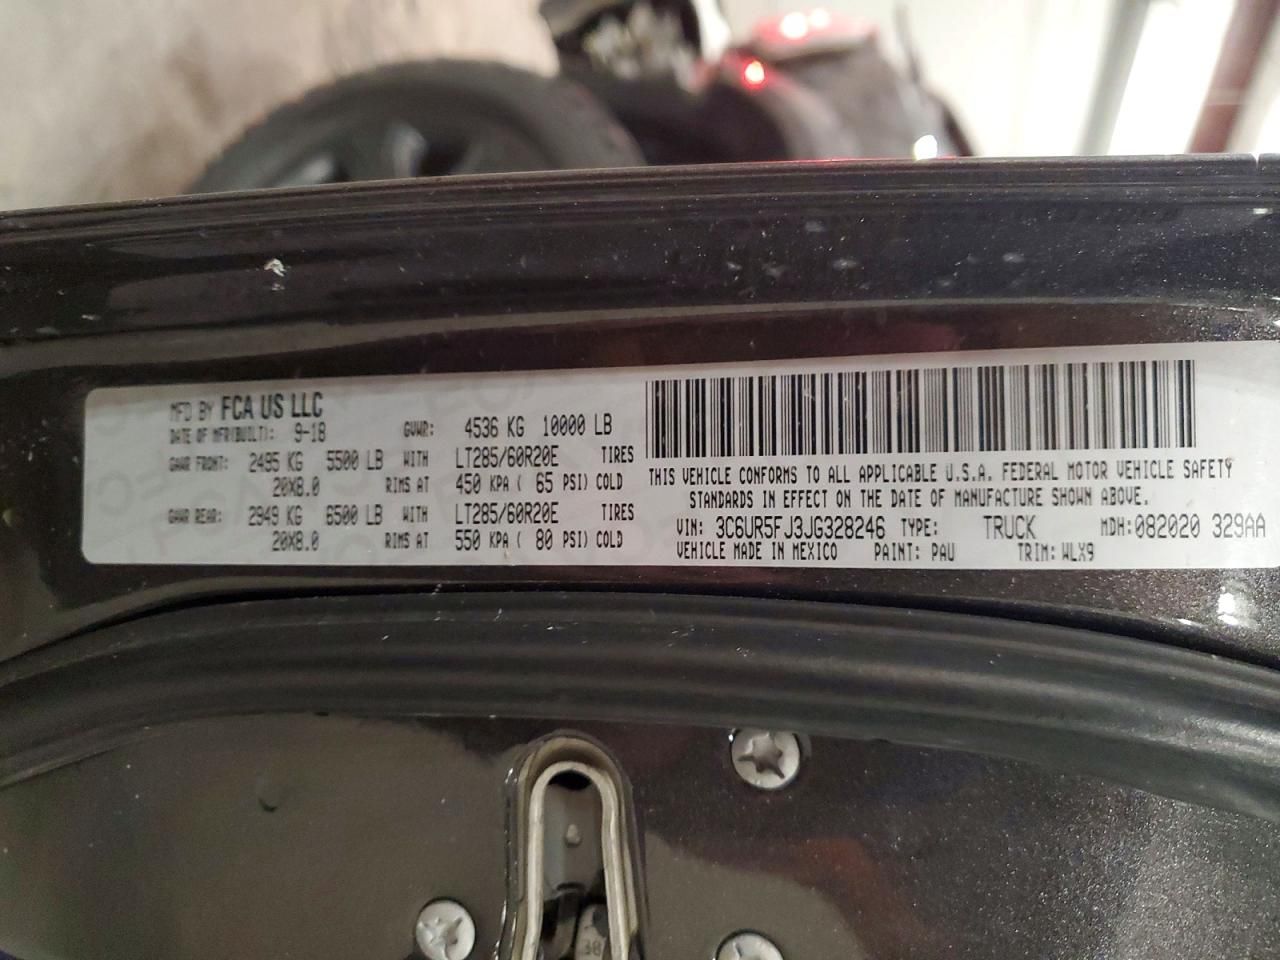 MFD BY FCA US LLC
DATE OF MFR(BUILT): 9-18 GVWR: 4536 KG 10000 LB
GAWR FRONT: 2495 KG 5500 LB WITH LT285/60R20E TIRES
20X8.0 RIMS AT 450 KPA ( 65 PSI) COLD
GAWR REAR: 2949 KG 6500 LB WITH LT285/60R20E TIRES
20X8.0 RIMS AT 550 KPA ( 80 PSI) COLD
THIS VEHICLE CONFORMS TO ALL APPLICABLE U.S.A. FEDERAL MOTOR VEHICLE SAFETY
STANDARDS IN EFFECT ON THE DATE OF MANUFACTURE SHOWN ABOVE.
VIN: 3C6UR5FJ3JG328246 TYPE: TRUCK MDH:082020 329AA
VEHICLE MADE IN MEXICO PAINT: PAU TRIM: WLX9
38